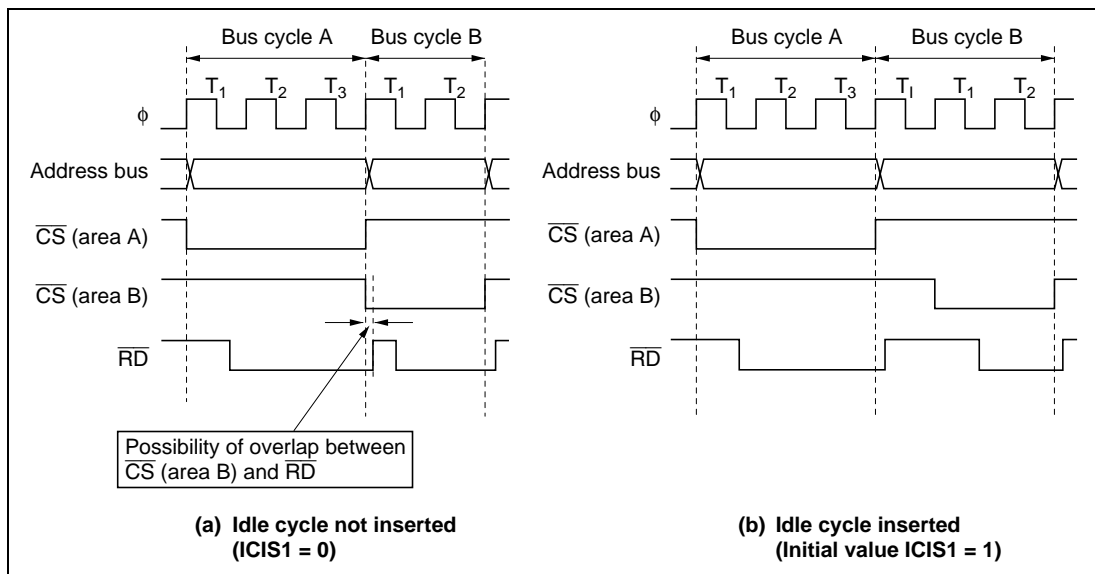 Bus cycle A Bus cycle B
T1 T2 T3 T1 T2
ϕ
Address bus
CS (area A)
CS (area B)
RD
Possibility of overlap between
CS (area B) and RD
(a) Idle cycle not inserted
(ICIS1 = 0)
Bus cycle A Bus cycle B
T1 T2 T3 TI T1 T2
ϕ
Address bus
CS (area A)
CS (area B)
RD
(b) Idle cycle inserted
(Initial value ICIS1 = 1)